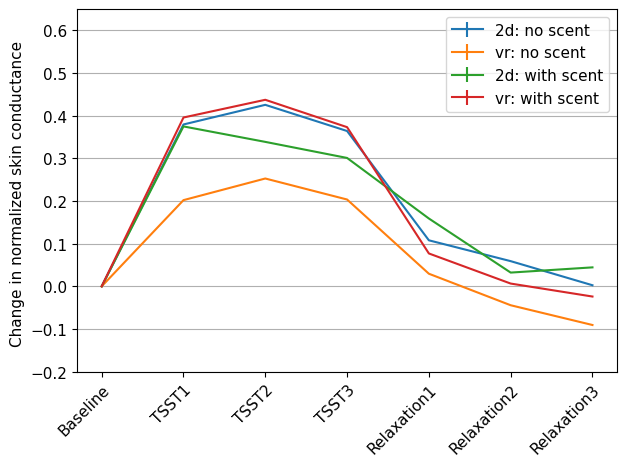 Change in normalized skin conductance
0.6
0.5
0.4
0.3
0.2
0.1
0.0
−0.1
−0.2
Baseline
TSST1
TSST2
TSST3
Relaxation1
Relaxation2
Relaxation3
2d: no scent
vr: no scent
2d: with scent
vr: with scent